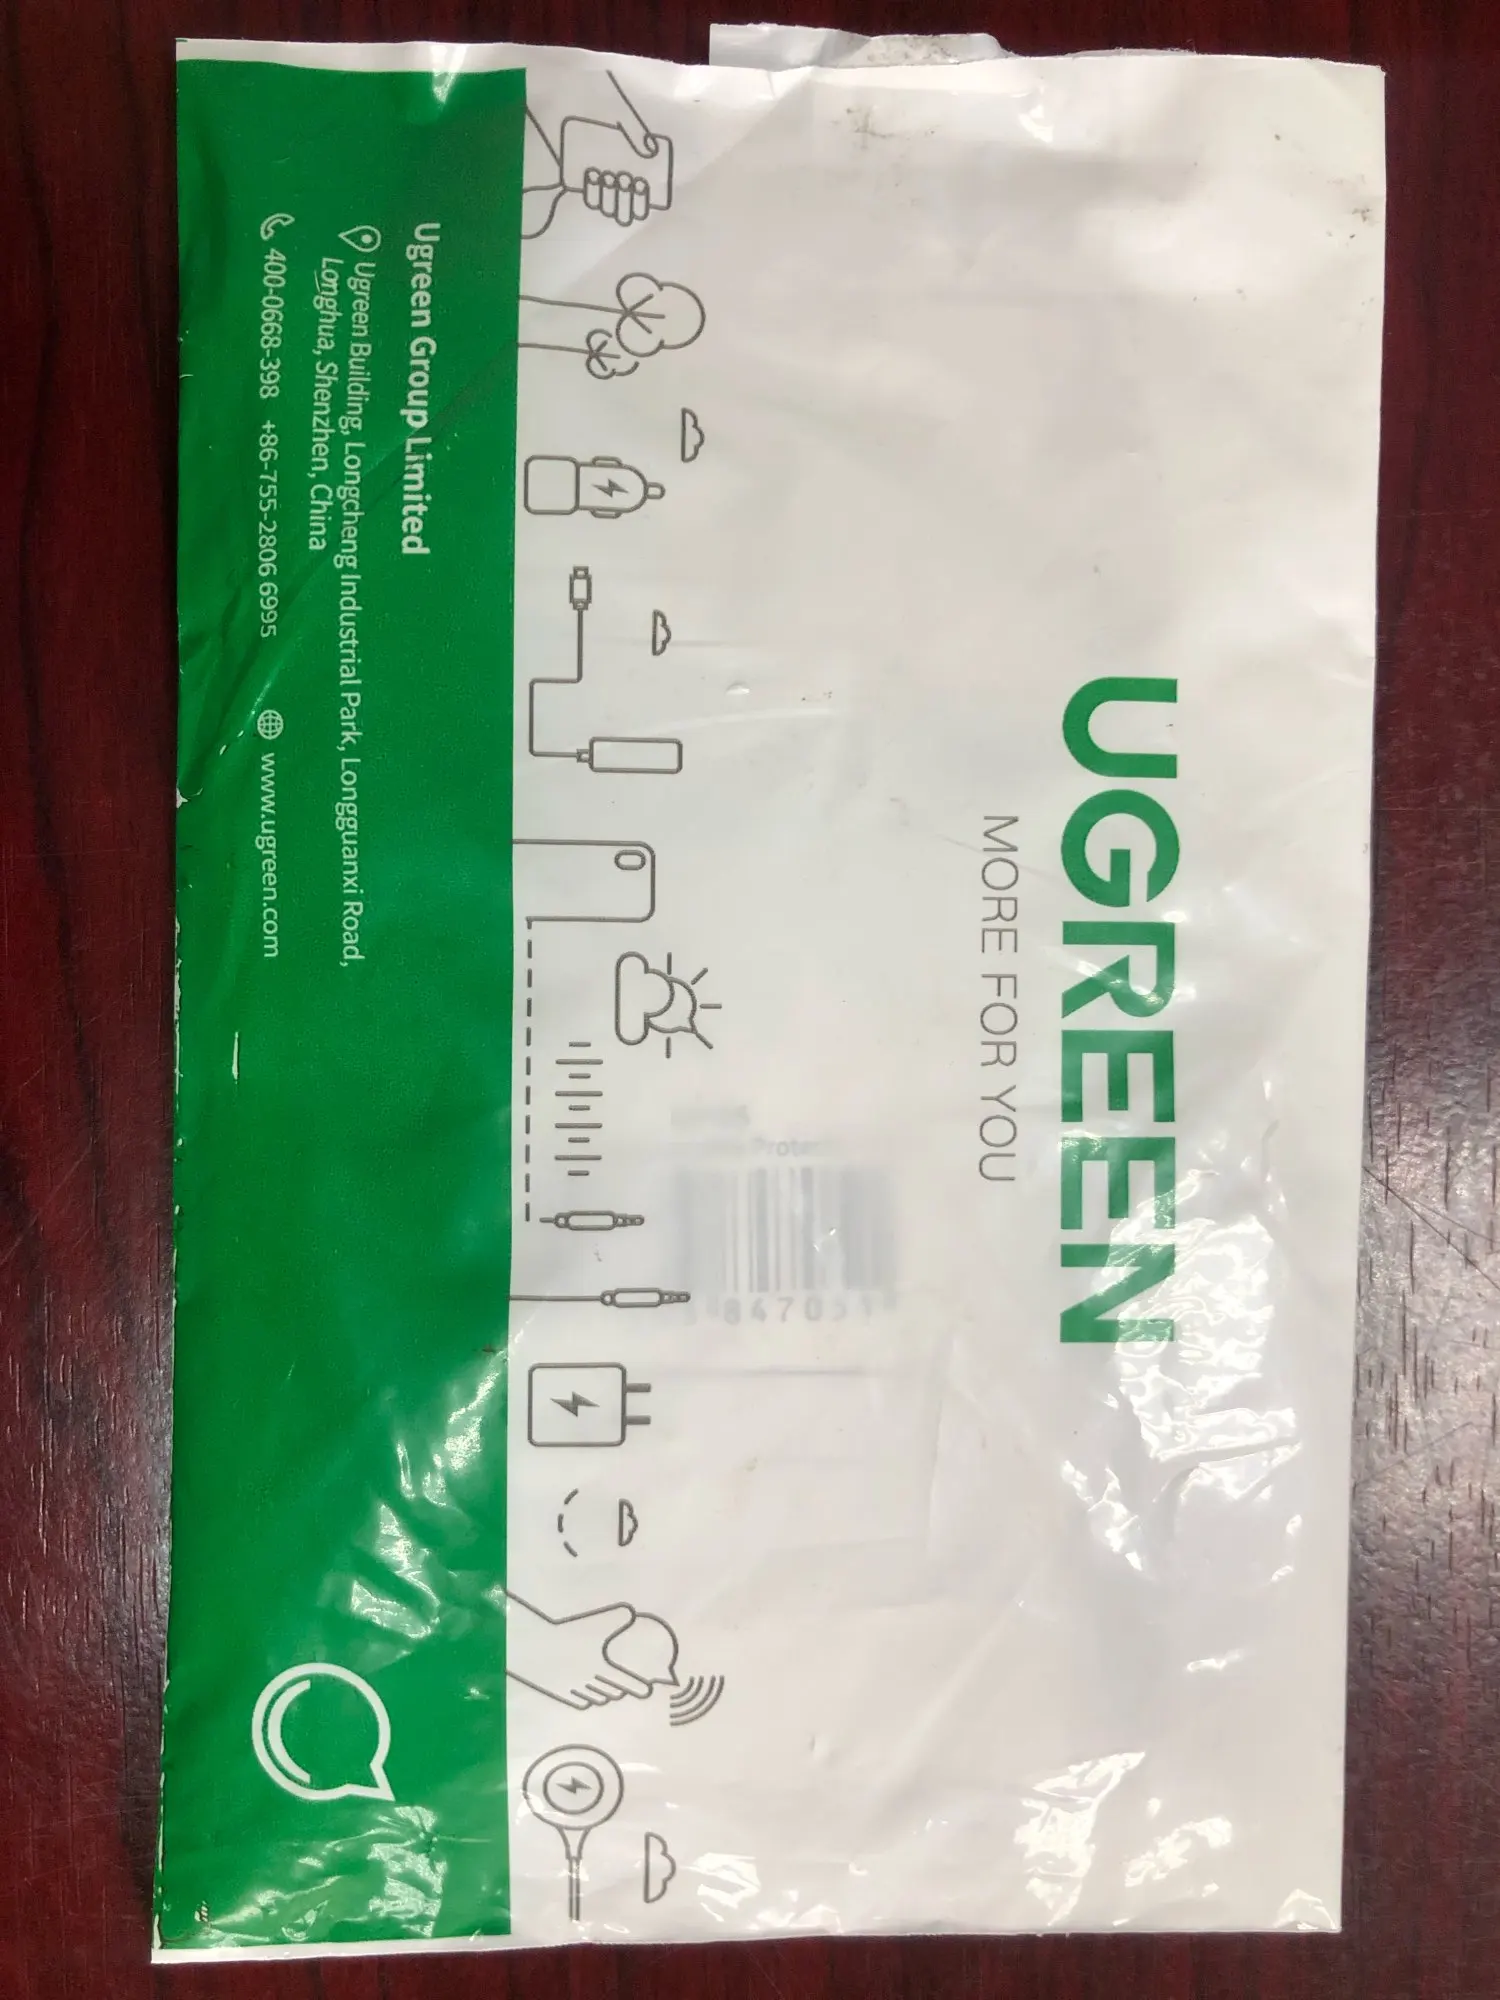 UGREEN
MORE FOR YOU
847051
Ugreen Group Limited
Ugreen Building, Longcheng Industrial Park, Longguanxi Road,
Longhua, Shenzhen, China
400-0668-398 +86-755-2806 6995
www.ugreen.com